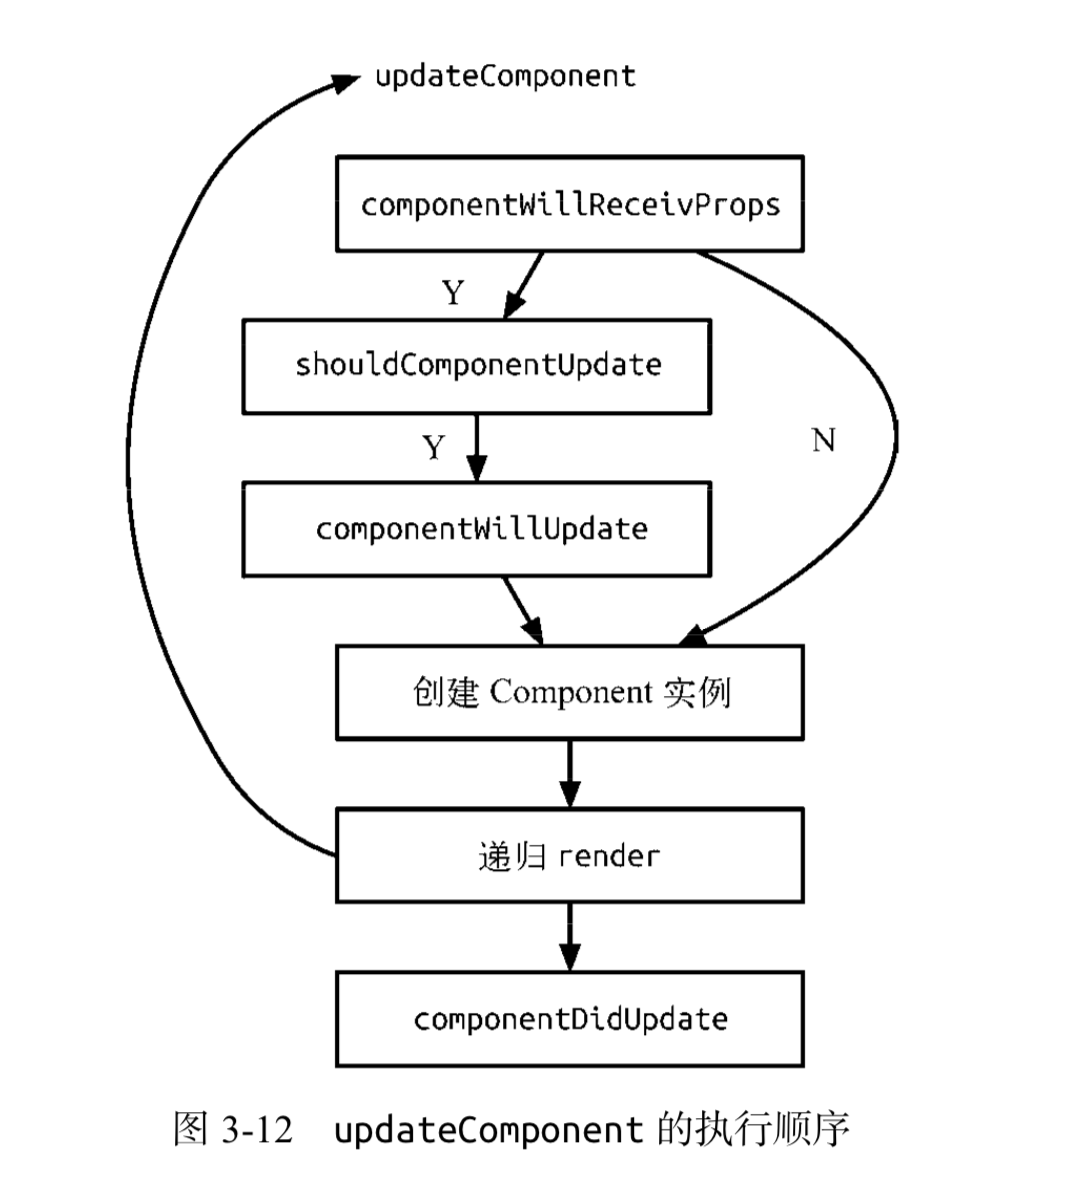 updateComponent
componentWillReceivProps
Y
shouldComponentUpdate
N
Y
componentWillUpdate
创建 Component 实例
递归 render
componentDidUpdate
图 3-12 updateComponent 的执行顺序